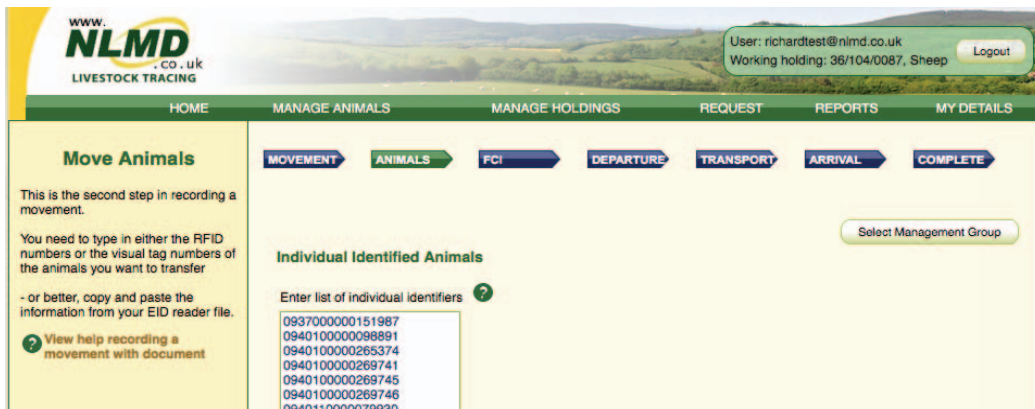 www.
NLMD
.co.uk
LIVESTOCK TRACING
User: richardtest@nlmd.co.uk
Working holding: 36/104/0087, Sheep
Logout
HOME MANAGE ANIMALS MANAGE HOLDINGS REQUEST REPORTS MY DETAILS
Move Animals
This is the second step in recording a
movement.
You need to type in either the RFID
numbers or the visual tag numbers of
the animals you want to transfer
- or better, copy and paste the
information from your EID reader file.
? View help recording a
movement with document
MOVEMENT ANIMALS FCI DEPARTURE TRANSPORT ARRIVAL COMPLETE
Select Management Group
Individual Identified Animals
Enter list of individual identifiers ?
0937000000151987
0940100000098891
0940100000265374
0940100000269741
0940100000269745
0940100000269746
0940110000079930